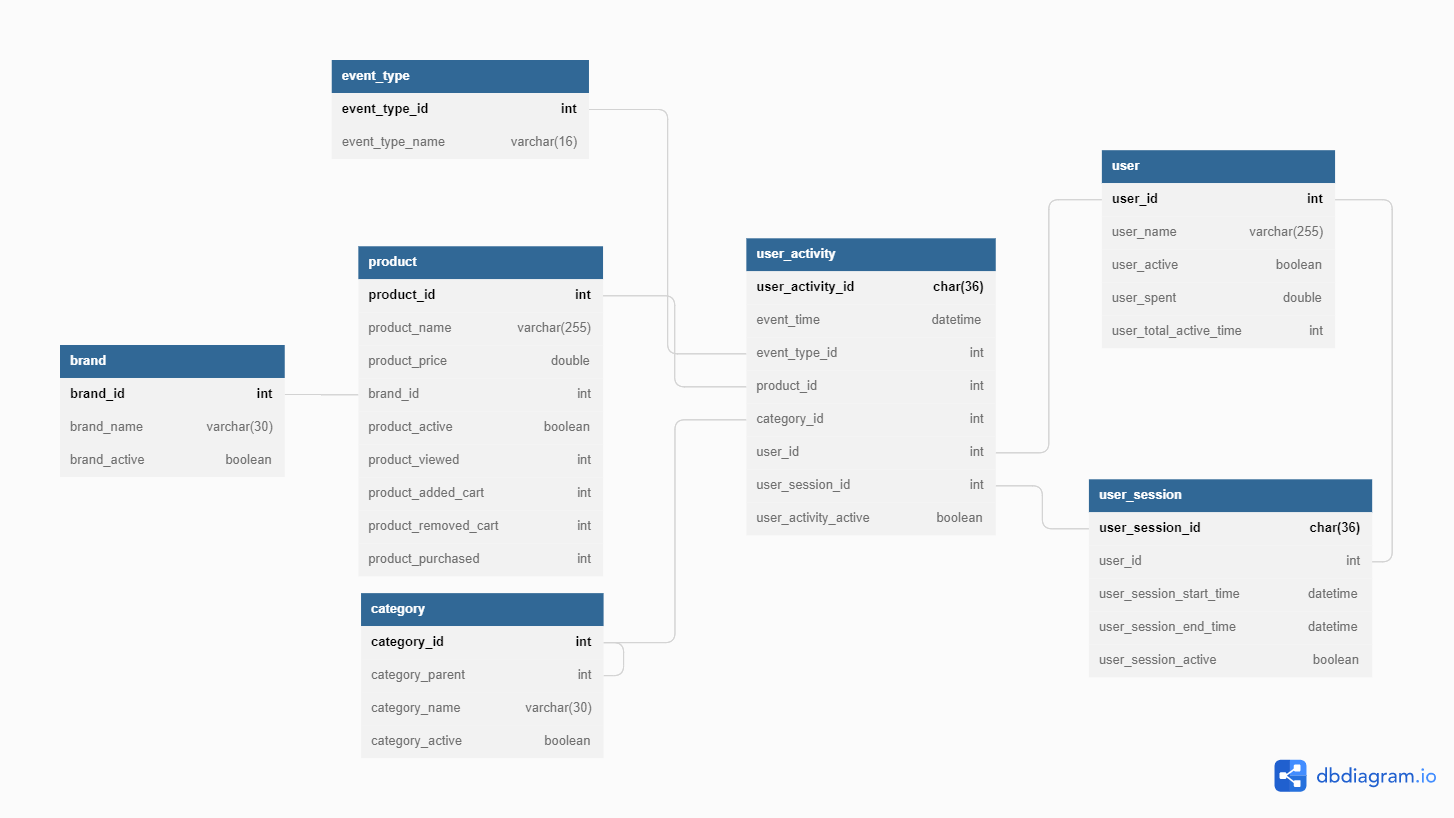 event_type
event_type_id int
event_type_name varchar(16)
product
product_id int
product_name varchar(255)
product_price double
brand_id int
product_active boolean
product_viewed int
product_added_cart int
product_removed_cart int
product_purchased int
brand
brand_id int
brand_name varchar(30)
brand_active boolean
category
category_id int
category_parent int
category_name varchar(30)
category_active boolean
user_activity
user_activity_id char(36)
event_time datetime
event_type_id int
product_id int
category_id int
user_id int
user_session_id int
user_activity_active boolean
user
user_id int
user_name varchar(255)
user_active boolean
user_spent double
user_total_active_time int
user_session
user_session_id char(36)
user_id int
user_session_start_time datetime
user_session_end_time datetime
user_session_active boolean
dbdiagram.io